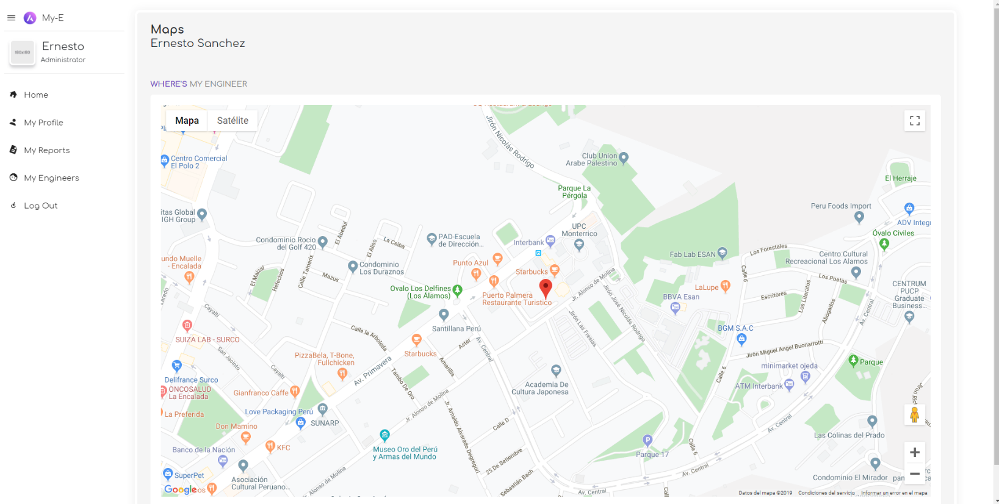 My-E
180x180
Ernesto
Administrator
Home
My Profile
My Reports
My Engineers
Log Out
Maps
Ernesto Sanchez
WHERE'S MY ENGINEER
Mapa
Satélite
Jirón Nicolás Rodrigo
Centro Comercial
El Polo 2
Club Union
Arabe Palestino
El Herraje
Parque La
Pérgola
Peru Foods Import
itas Global
IGH Group
ADV Integ
UPC
Monterrico
Óvalo Civiles
Condominio Rocio
del Golf 420
El Abedul
El Aliso
La Ceiba
PAD-Escuela
de Dirección...
Interbank
Fab Lab ESAN
Los Forestales
Centro Cultural
Recreacional Los Alamos
undo Muelle
- Encalada
Condominio
Los Duraznos
Punto Azul
Starbucks
El Maizal
Helechos
Calle Tamarix
Mazus
Jr. Alonso de Molina
Calle 6
Los Poetas
LaLupe
CENTRUM
PUCP
Graduate
Business...
Ovalo Los Delfines
(Los Álamos)
Puerto Palmera
Restaurante Turístico
BBVA Esan
Escritores
Los Literatos
Abogados
Av. Central
Laredo
Cayalti
Jirón José Nicolás Rodrigo
Jirón Las Fresias
Santillana Perú
BGM S.A.C
SUIZA LAB - SURCO
Calle la Arboleda
Aster
Av. Central
San Jacinto
Cayalti
PizzaBela, T-Bone,
Fullchicken
Starbucks
Jirón Miguel Angel Buonarrotti
Av. Primavera
Amarilis
Parque
minimarket ojeda
Calle 6
Delifrance Surco
ONCOSALUD
La Encalada
Gianfranco Caffe
Tambo De Oro
Academia De
Cultura Japonesa
ATM Interbank
La Preferida
Love Packaging Perú
SUNARP
Jr. Alonso de Molina
Jr. Arnaldo Alvarado Degregori
Calle D
Av. Central
Don Mamino
Las Colinas del Prado
KFC
Banco de la Nación
Museo Oro del Perú
y Armas del Mundo
Parque 17
Calle 6
25 De Setiembre
Av. Central
SuperPet
Asociación
Cultural Peruano...
Alonso de Molina
Sebastián Bach
Condominio El Mirador
Google
Av. Central
Datos del mapa ©2019
Condiciones del servicio
Informar un error en el mapa